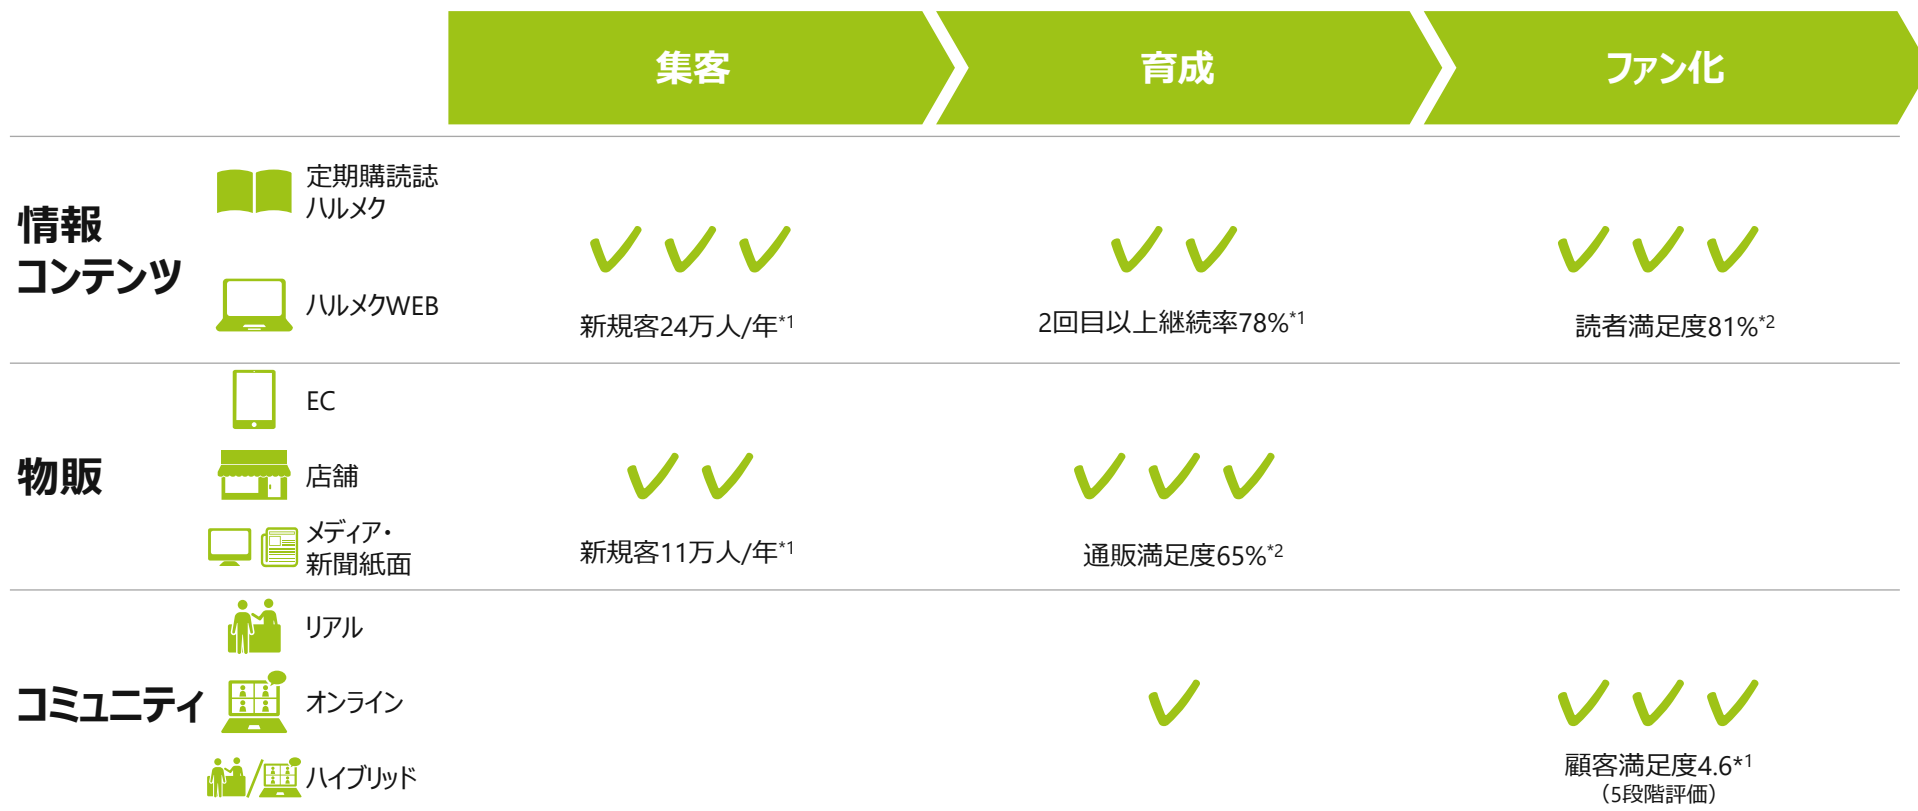 集客
育成
ファン化
情報
コンテンツ
定期購読誌
ハルメク
ハルメクWEB
新規客24万人/年*1
2回目以上継続率78%*1
読者満足度81%*2
物販
EC
店舗
メディア・
新聞紙面
新規客11万人/年*1
通販満足度65%*2
コミュニティ
リアル
オンライン
ハイブリッド
顧客満足度4.6*1
（5段階評価）